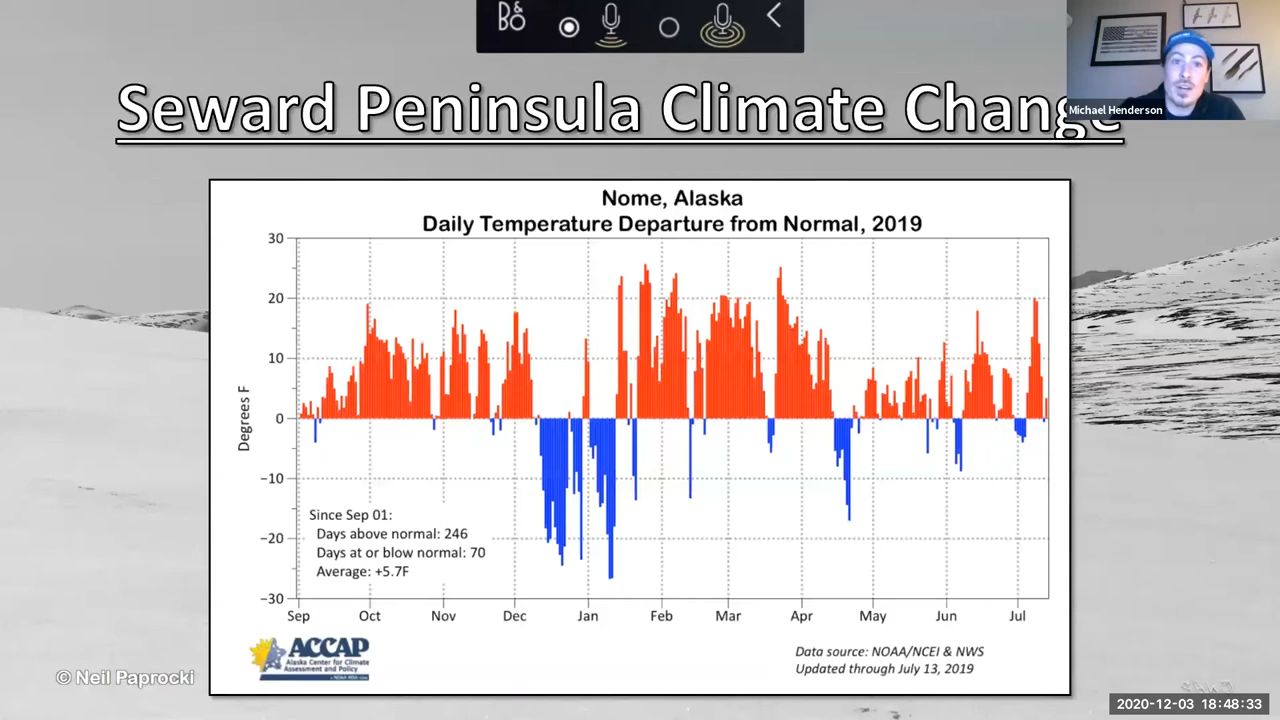 B&O
Seward Peninsula Climate Change
Michael Henderson
Nome, Alaska
Daily Temperature Departure from Normal, 2019
30
20
10
0
-10
-20
-30
Degrees F
Since Sep 01:
Days above normal: 246
Days at or blow normal: 70
Average: +5.7F
Sep Oct Nov Dec Jan Feb Mar Apr May Jun Jul
ACCAP
Alaska Center for Climate
Assessment and Policy
Data source: NOAA/NCEI & NWS
Updated through July 13, 2019
© Neil Paprocki
2020-12-03 18:48:33